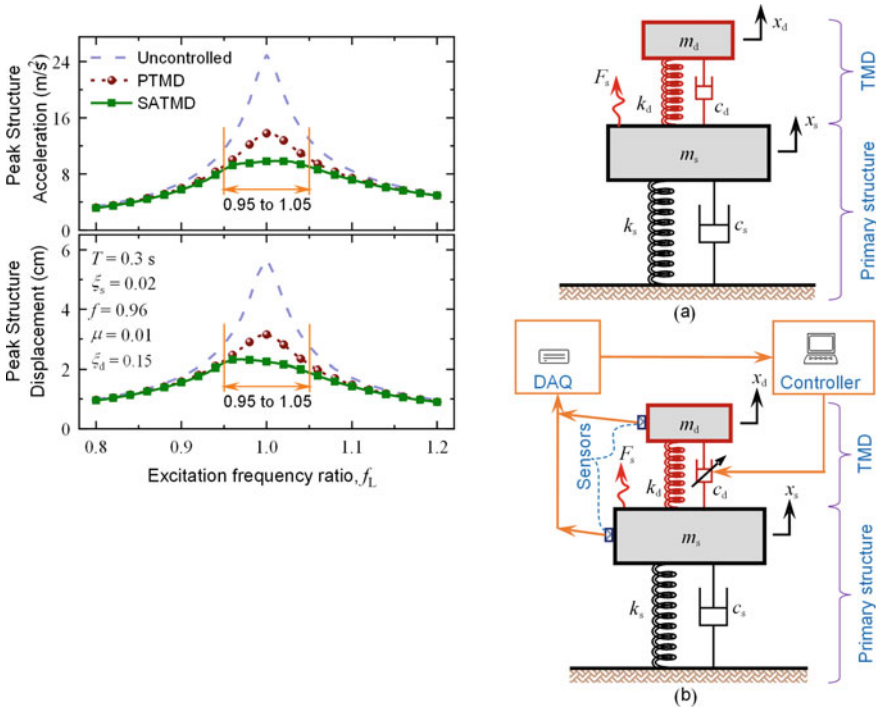 Peak Structure
Acceleration (m/s²)
24
16
8
0
Uncontrolled
PTMD
SATMD
0.95 to 1.05
Peak Structure
Displacement (cm)
6
4
2
0
T = 0.3 s
ξs = 0.02
f = 0.96
μ = 0.01
ξd = 0.15
0.95 to 1.05
0.8
0.9
1.0
1.1
1.2
Excitation frequency ratio, fL
xd
md
Fs
kd
cd
xs
ms
ks
cs
TMD
Primary structure
(a)
DAQ
Controller
xd
md
Sensors
Fs
kd
cd
xs
ms
ks
cs
TMD
Primary structure
(b)